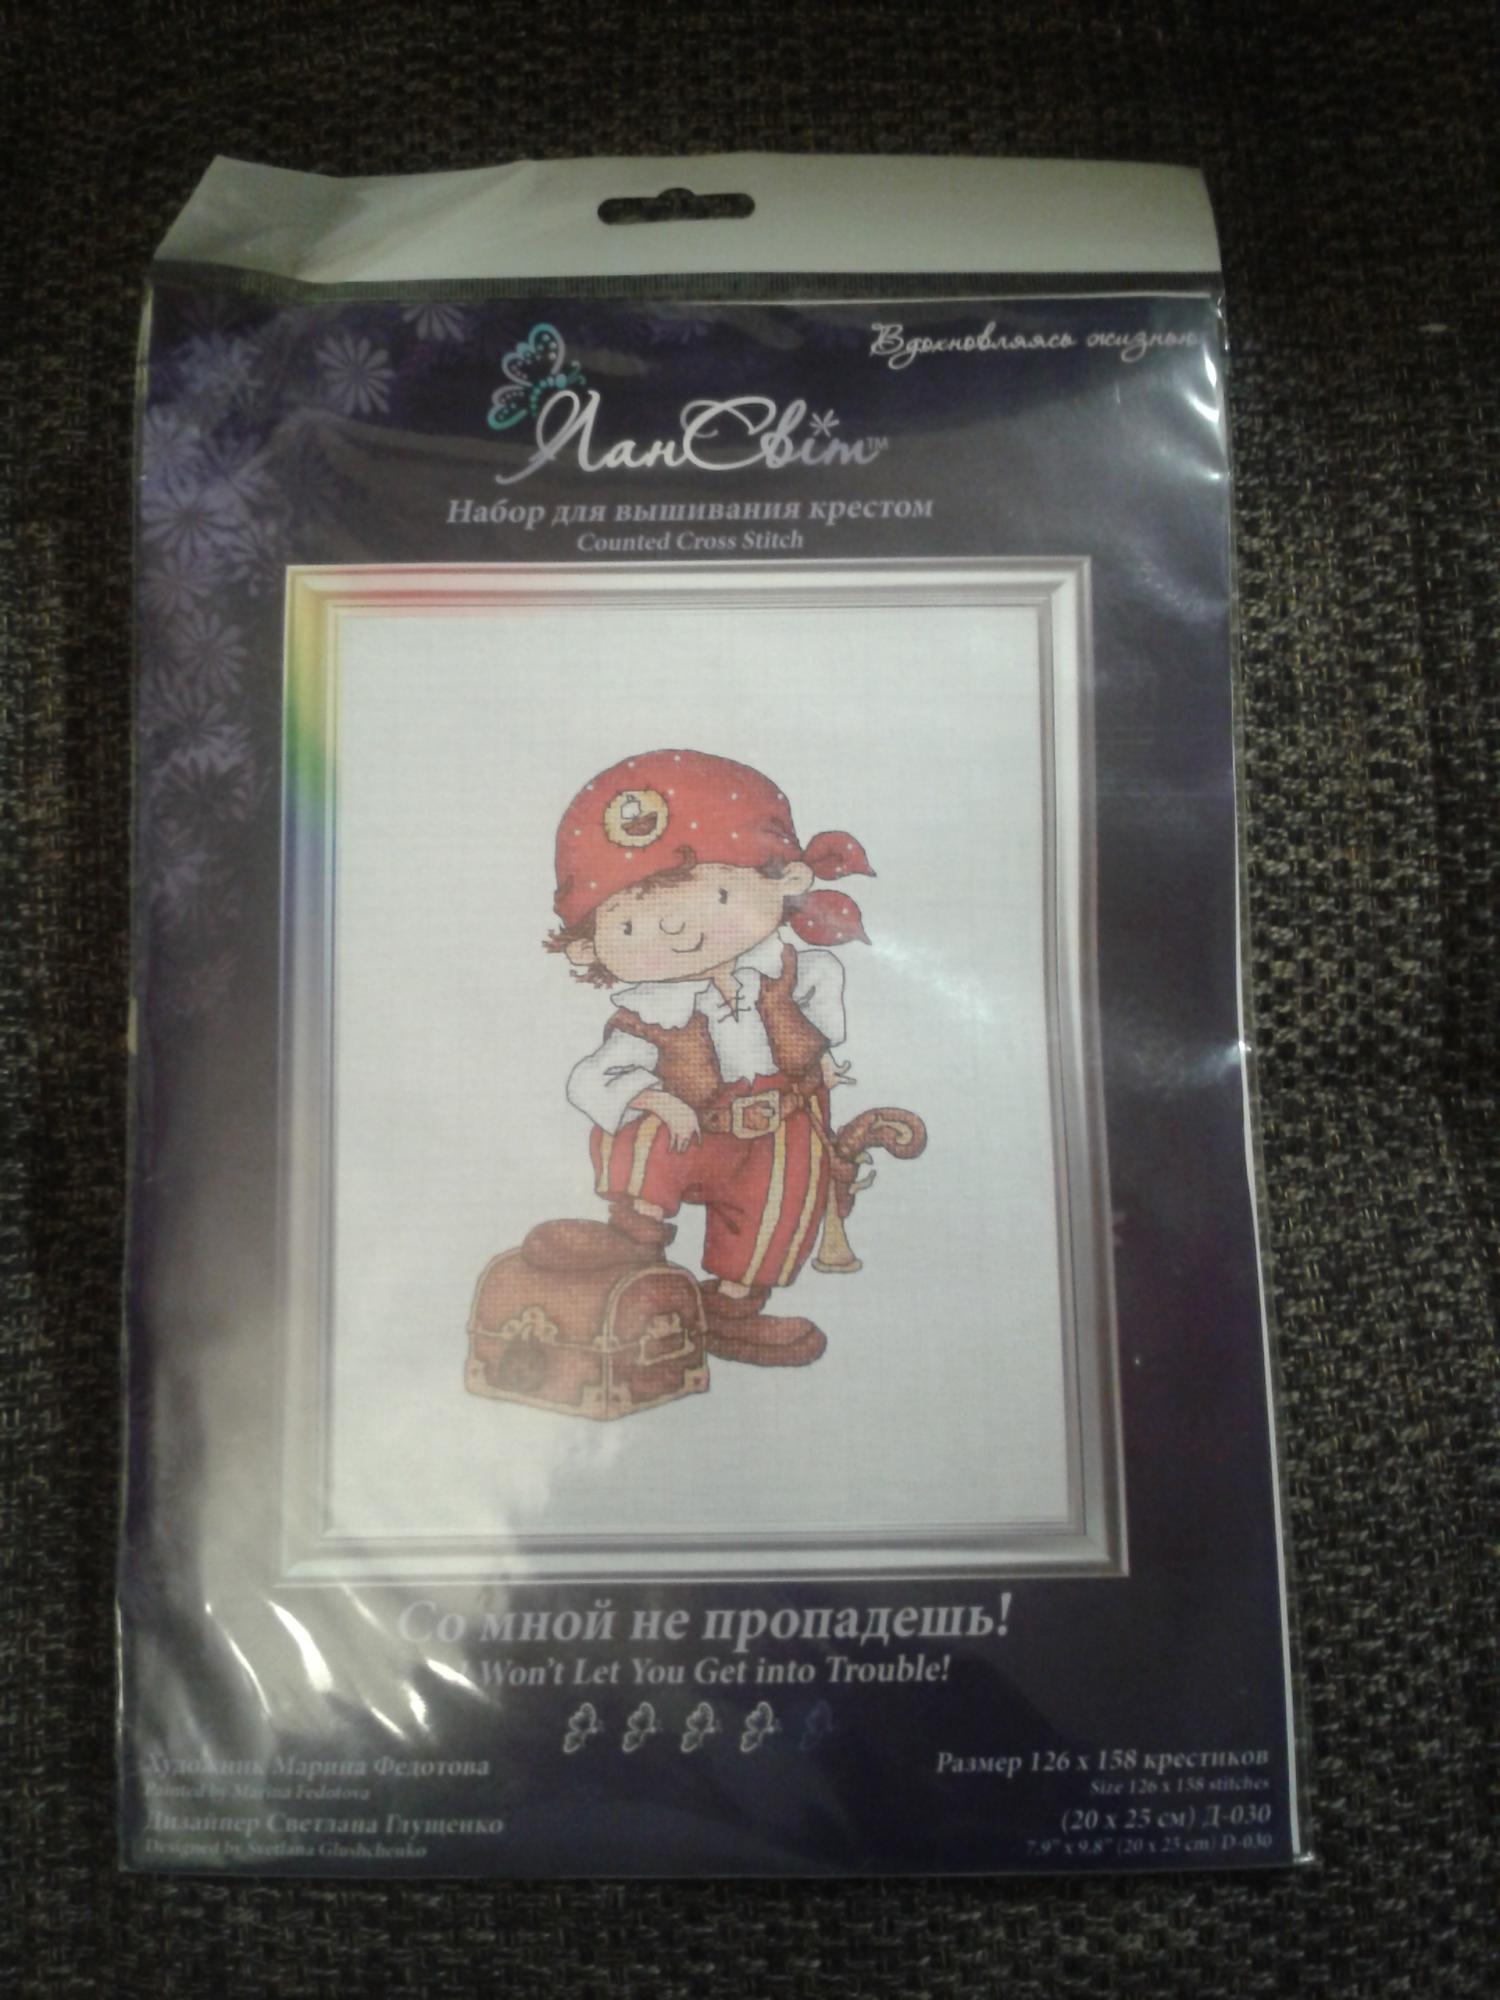 Вдохновляясь жизнью
ЛанСвіт™
Набор для вышивания крестом
Counted Cross Stitch
Со мной не пропадешь!
I Won't Let You Get into Trouble!
Художник Марина Федотова
Painted by Marina Fedotova
Дизайнер Светлана Глущенко
Designed by Svetlana Glushchenko
Размер 126 х 158 крестиков
Size 126 x 158 stitches
(20 х 25 см) Д-030
7.9" x 9.8" (20 x 25 cm) D-030